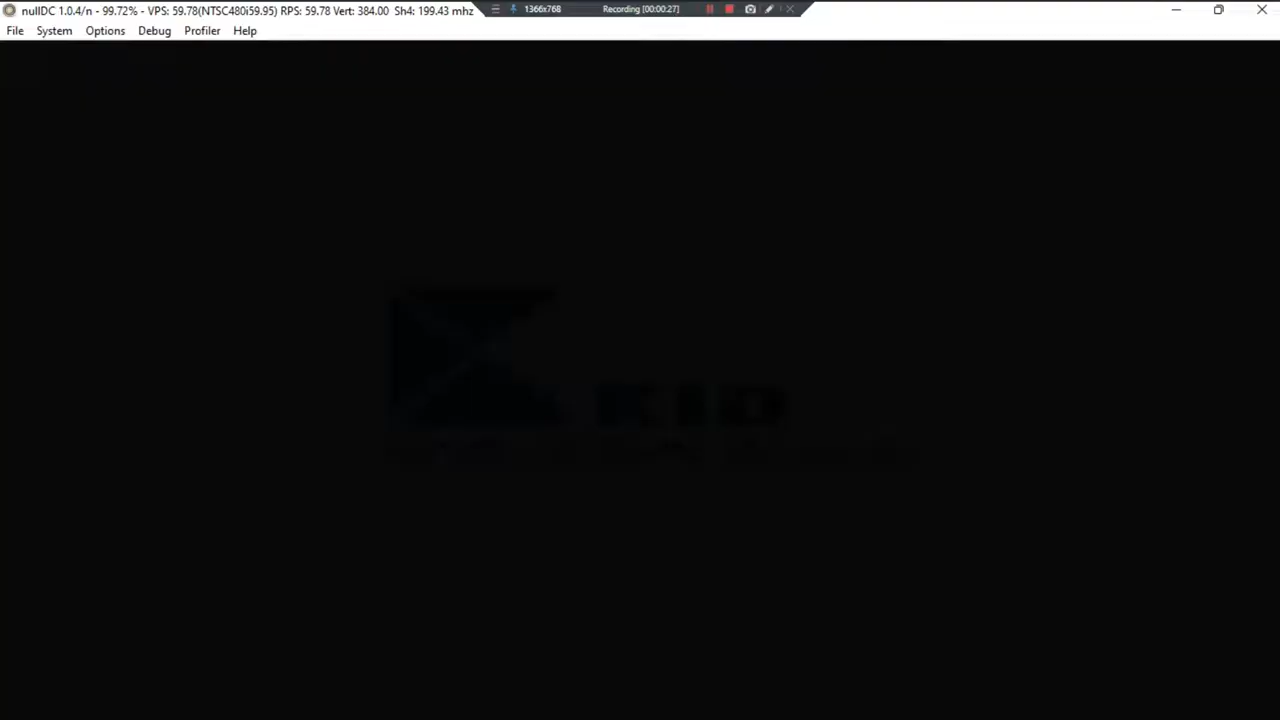 nullDC 1.0.4/n - 99.72% - VPS: 59.78(NTSC480i59.95) RPS: 59.78 Vert: 384.00 Sh4: 199.43 mhz
1366x768 Recording [00:00:27]
File System Options Debug Profiler Help
KID